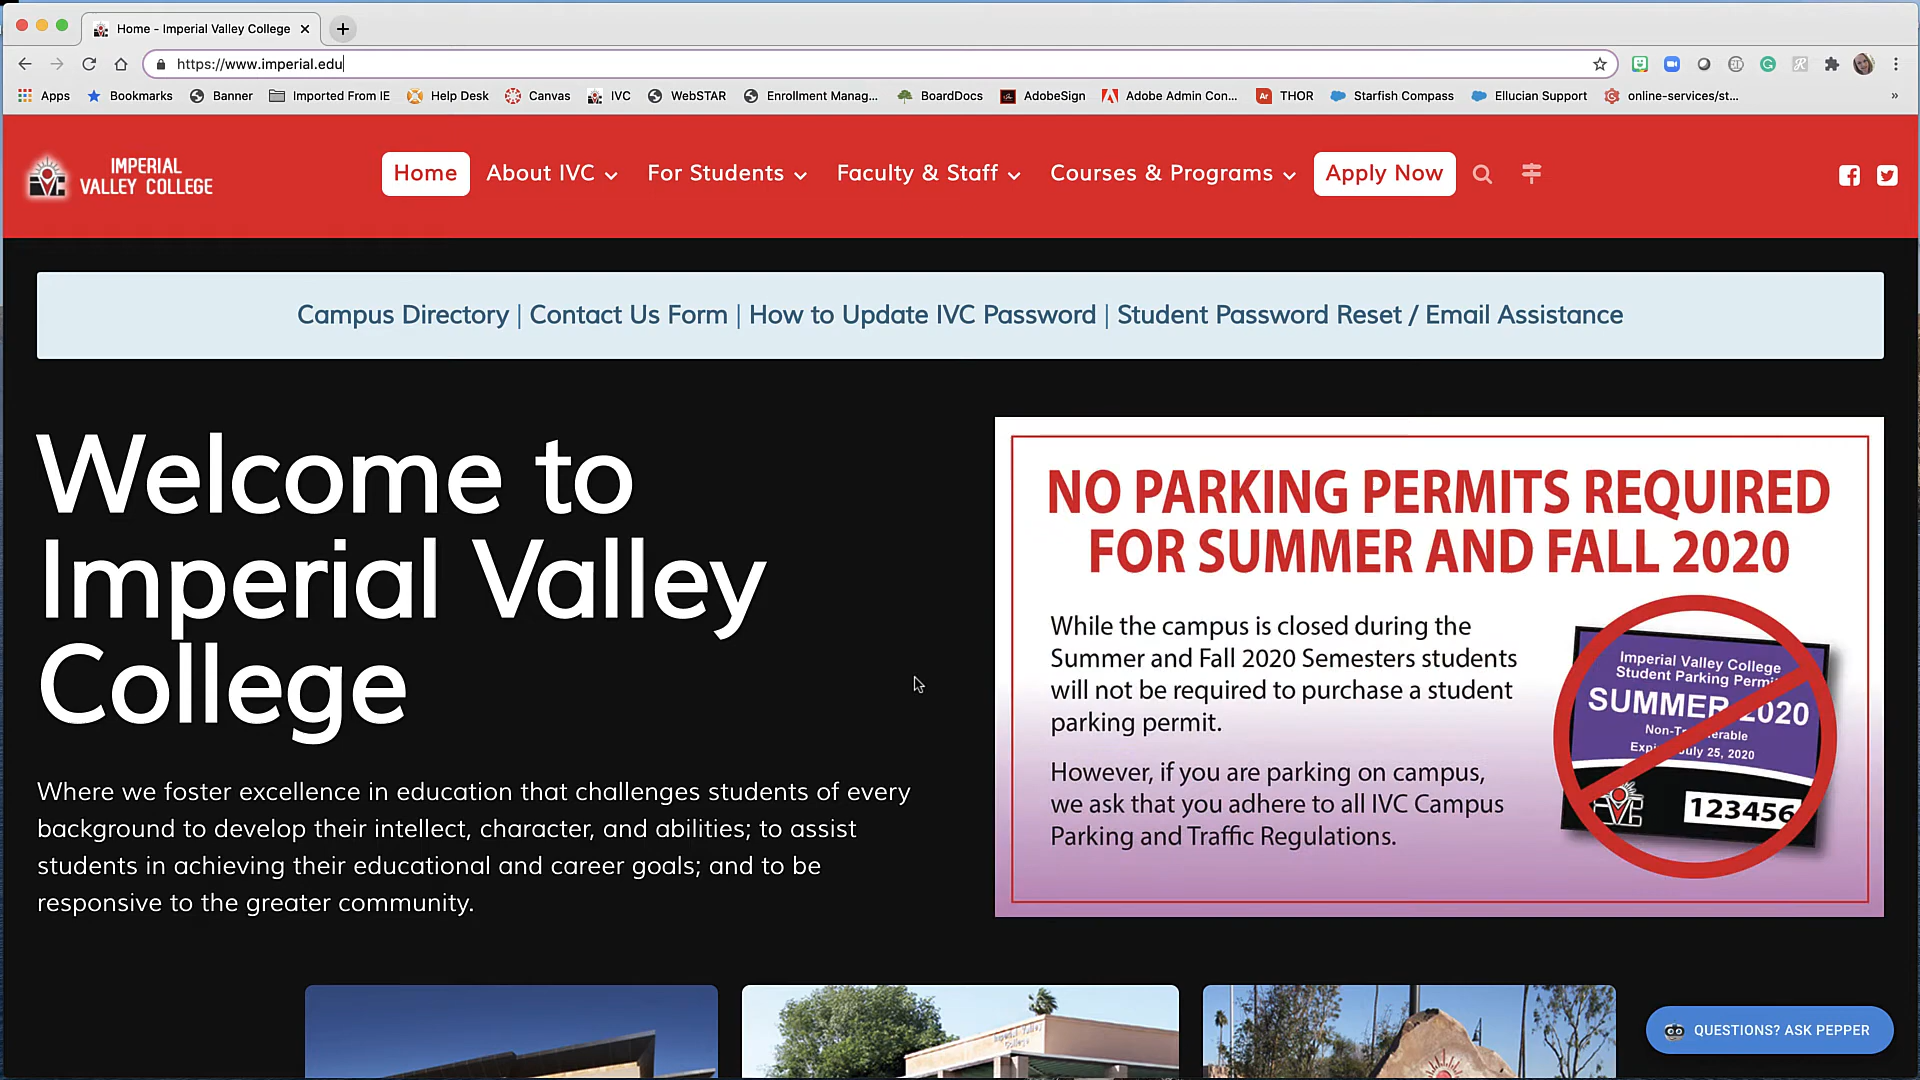 Home - Imperial Valley College
https://www.imperial.edu
Apps Bookmarks Banner Imported From IE Help Desk Canvas IVC WebSTAR Enrollment Manag... BoardDocs AdobeSign Adobe Admin Con... THOR Starfish Compass Ellucian Support online-services/st... »
IMPERIAL
VALLEY COLLEGE
Home About IVC For Students Faculty & Staff Courses & Programs Apply Now
Campus Directory | Contact Us Form | How to Update IVC Password | Student Password Reset / Email Assistance
Welcome to
Imperial Valley
College
Where we foster excellence in education that challenges students of every
background to develop their intellect, character, and abilities; to assist
students in achieving their educational and career goals; and to be
responsive to the greater community.
NO PARKING PERMITS REQUIRED
FOR SUMMER AND FALL 2020
While the campus is closed during the
Summer and Fall 2020 Semesters students
will not be required to purchase a student
parking permit.
However, if you are parking on campus,
we ask that you adhere to all IVC Campus
Parking and Traffic Regulations.
Imperial Valley College
Student Parking Permit
SUMMER 2020
July 25, 2020
IVC
123456
Imperial Valley
College
QUESTIONS? ASK PEPPER